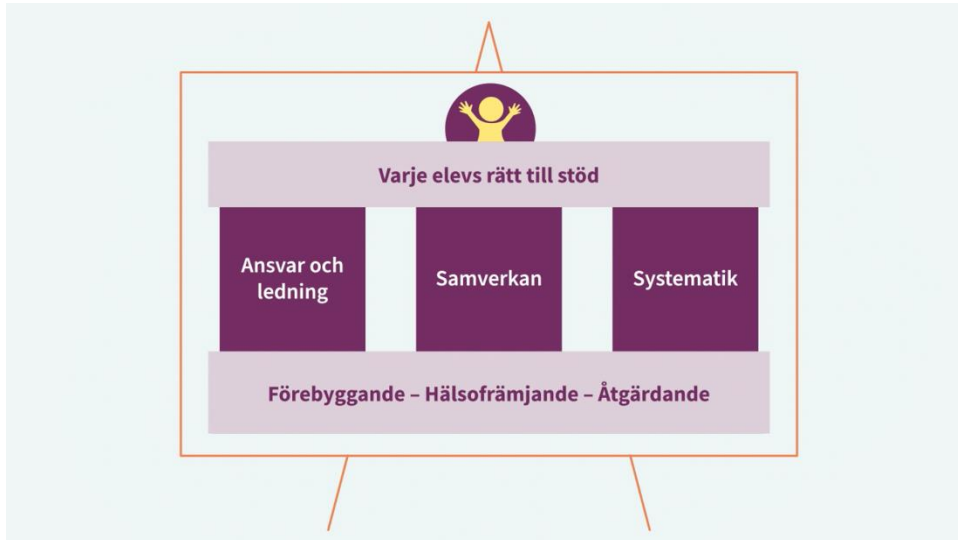 Varje elevs rätt till stöd
Ansvar och
ledning
Samverkan
Systematik
Förebyggande – Hälsofrämjande – Åtgärdande